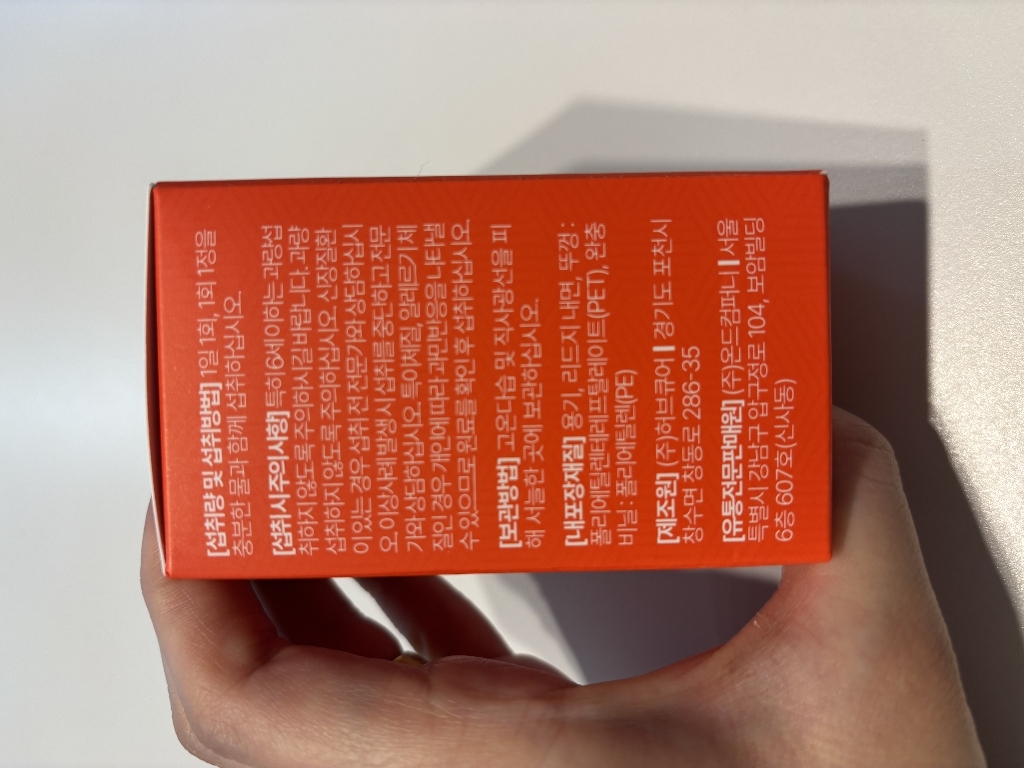 [섭취량 및 섭취방법] 1일 1회, 1회 1정을
충분한 물과 함께 섭취하십시오.
[섭취시 주의사항] 특히 6세 이하는 과량섭
취하지 않도록 주의하시길 바랍니다. 과량
섭취하지 않도록 주의하십시오. 신장질환
이 있는 경우 섭취 전 전문가와 상담하십시
오. 이상사례 발생 시 섭취를 중단하고 전문
가와 상담하십시오. 특이체질, 알레르기 체
질인 경우 개인에 따라 과민반응을 나타낼
수 있으므로 원료를 확인 후 섭취하십시오.
[보관방법] 고온다습 및 직사광선을 피
해 서늘한 곳에 보관하십시오.
[내포장재질] 용기, 리드지 내면, 뚜껑 :
폴리에틸렌테레프탈레이트(PET), 완충
비닐 : 폴리에틸렌(PE)
[제조원] (주)허브큐어 | 경기도 포천시
창수면 창동로 286-35
[유통전문판매원] (주)온드컴퍼니 | 서울
특별시 강남구 압구정로 104, 보암빌딩
6층 607호(신사동)